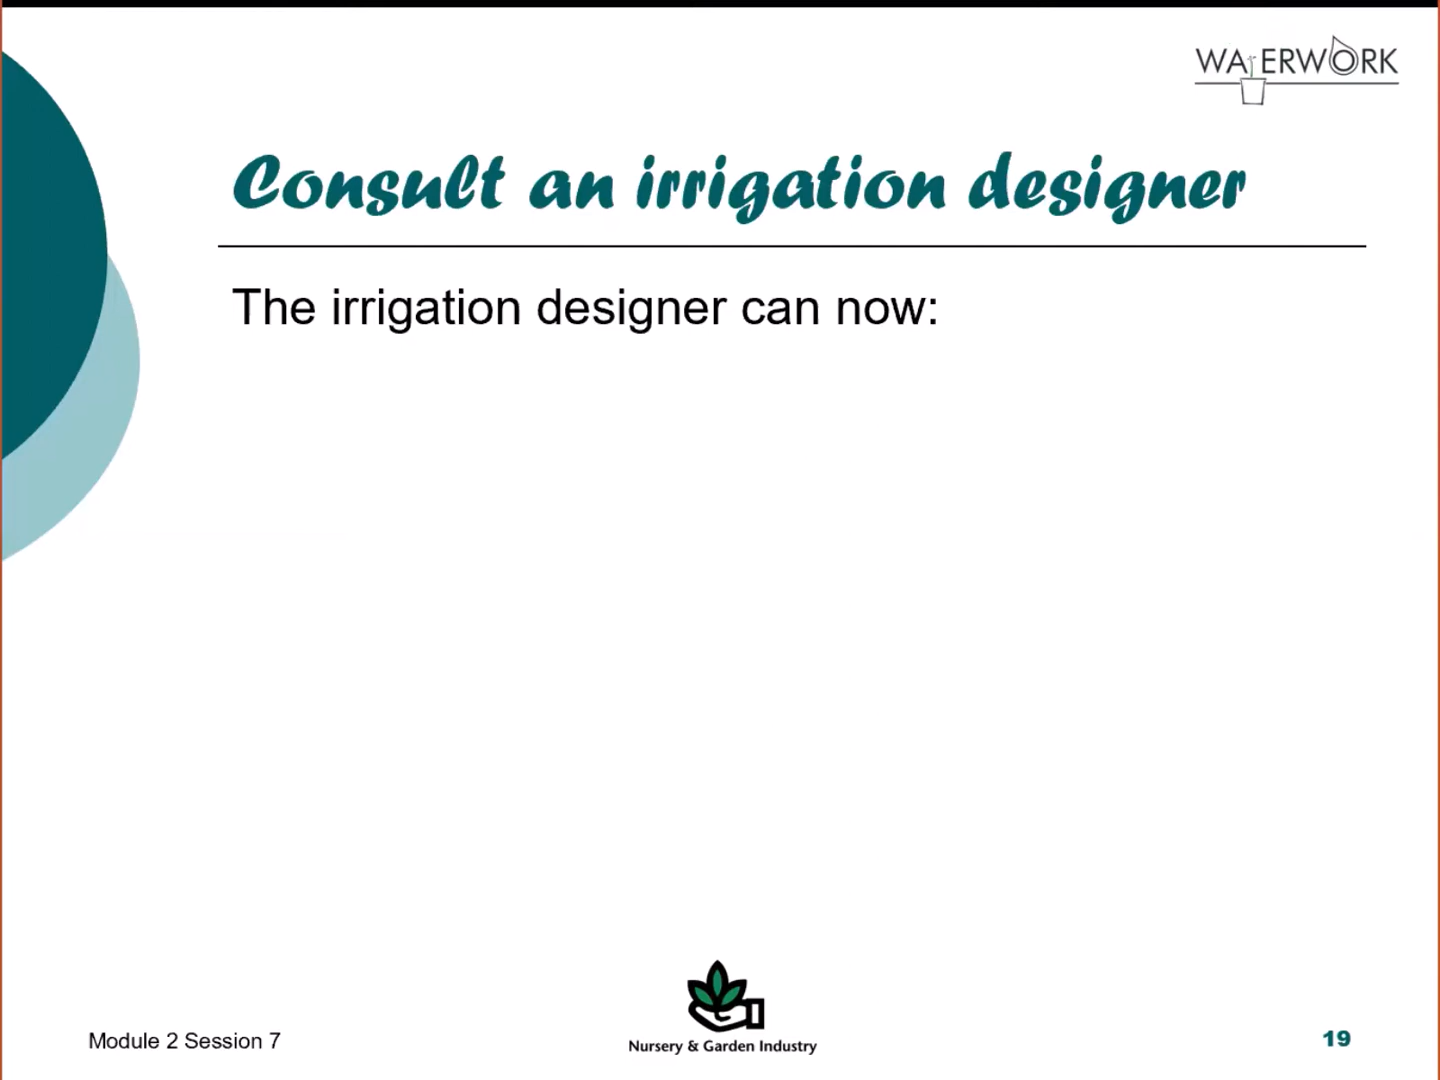 WATERWORK
Consult an irrigation designer
The irrigation designer can now:
Module 2 Session 7
Nursery & Garden Industry
19